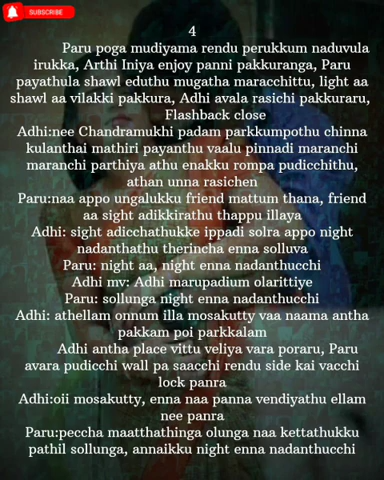 SUBSCRIBE
4
Paru poga mudiyama rendu perukkum naduvula
irukka, Arthi Iniya enjoy panni pakkuranga, Paru
payathula shawl eduthu mugatha maracchittu, light aa
shawl aa vilakki pakkura, Adhi avala rasichi pakkuraru,
Flashback close
Adhi:nee Chandramukhi padam parkkumpothu chinna
kulanthai mathiri payanthu vaalu pinnadi maranchi
maranchi parthiya athu enakku rompa pudicchithu,
athan unna rasichen
Paru:naa appo ungalukku friend mattum thana, friend
aa sight adikkirathu thappu illaya
Adhi: sight adicchathukke ippadi solra appo night
nadanthathu therincha enna solluva
Paru: night aa, night enna nadanthucchi
Adhi mv: Adhi marupadium olarittiye
Paru: sollunga night enna nadanthucchi
Adhi: athellam onnum illa mosakutty vaa naama antha
pakkam poi parkkalam
Adhi antha place vittu veliya vara poraru, Paru
avara pudicchi wall pa saacchi rendu side kai vacchi
lock panra
Adhi:oii mosakutty, enna naa panna vendiyathu ellam
nee panra
Paru:peccha maatthathinga olunga naa kettathukku
pathil sollunga, annaikku night enna nadanthucchi